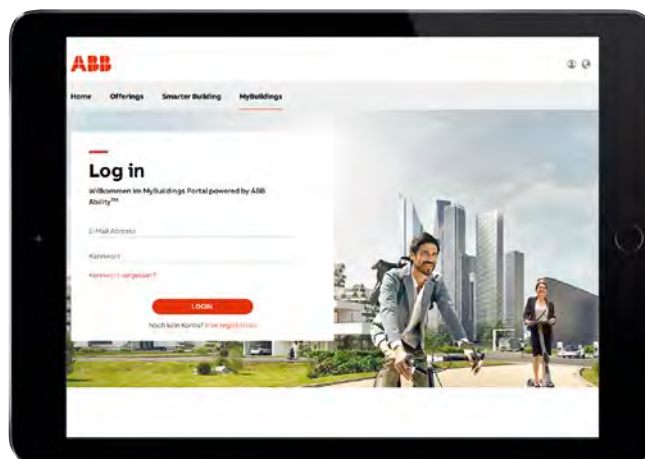 ABB
Home Offerings Smarter Building MyBuildings
Log in
Willkommen im MyBuildings Portal powered by ABB
Ability™
E-Mail Adresse
Kennwort
Kennwort vergessen?
LOGIN
Noch kein Konto? Hier registrieren